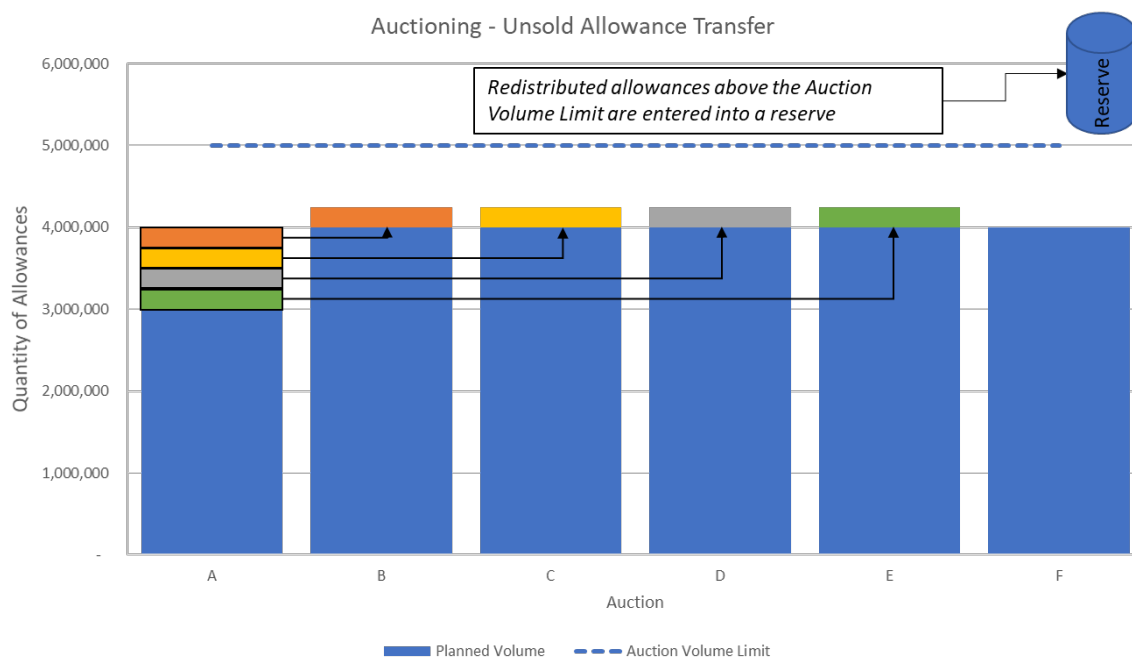 Auctioning - Unsold Allowance Transfer
6,000,000
Redistributed allowances above the Auction
Volume Limit are entered into a reserve
Reserve
5,000,000
4,000,000
3,000,000
2,000,000
1,000,000
-
Quantity of Allowances
A B C D E F
Auction
Planned Volume Auction Volume Limit